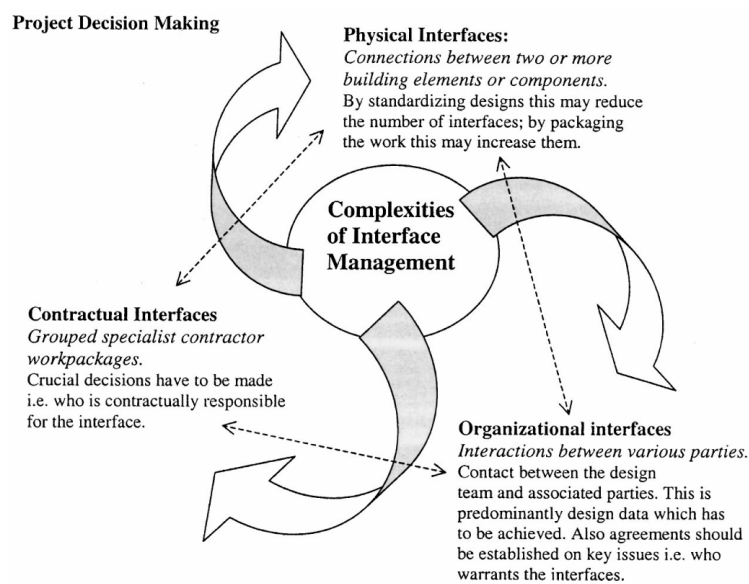 Project Decision Making
Physical Interfaces:
Connections between two or more
building elements or components.
By standardizing designs this may reduce
the number of interfaces; by packaging
the work this may increase them.
Complexities
of Interface
Management
Contractual Interfaces
Grouped specialist contractor
workpackages.
Crucial decisions have to be made
i.e. who is contractually responsible
for the interface.
Organizational interfaces
Interactions between various parties.
Contact between the design
team and associated parties. This is
predominantly design data which has
to be achieved. Also agreements should
be established on key issues i.e. who
warrants the interfaces.